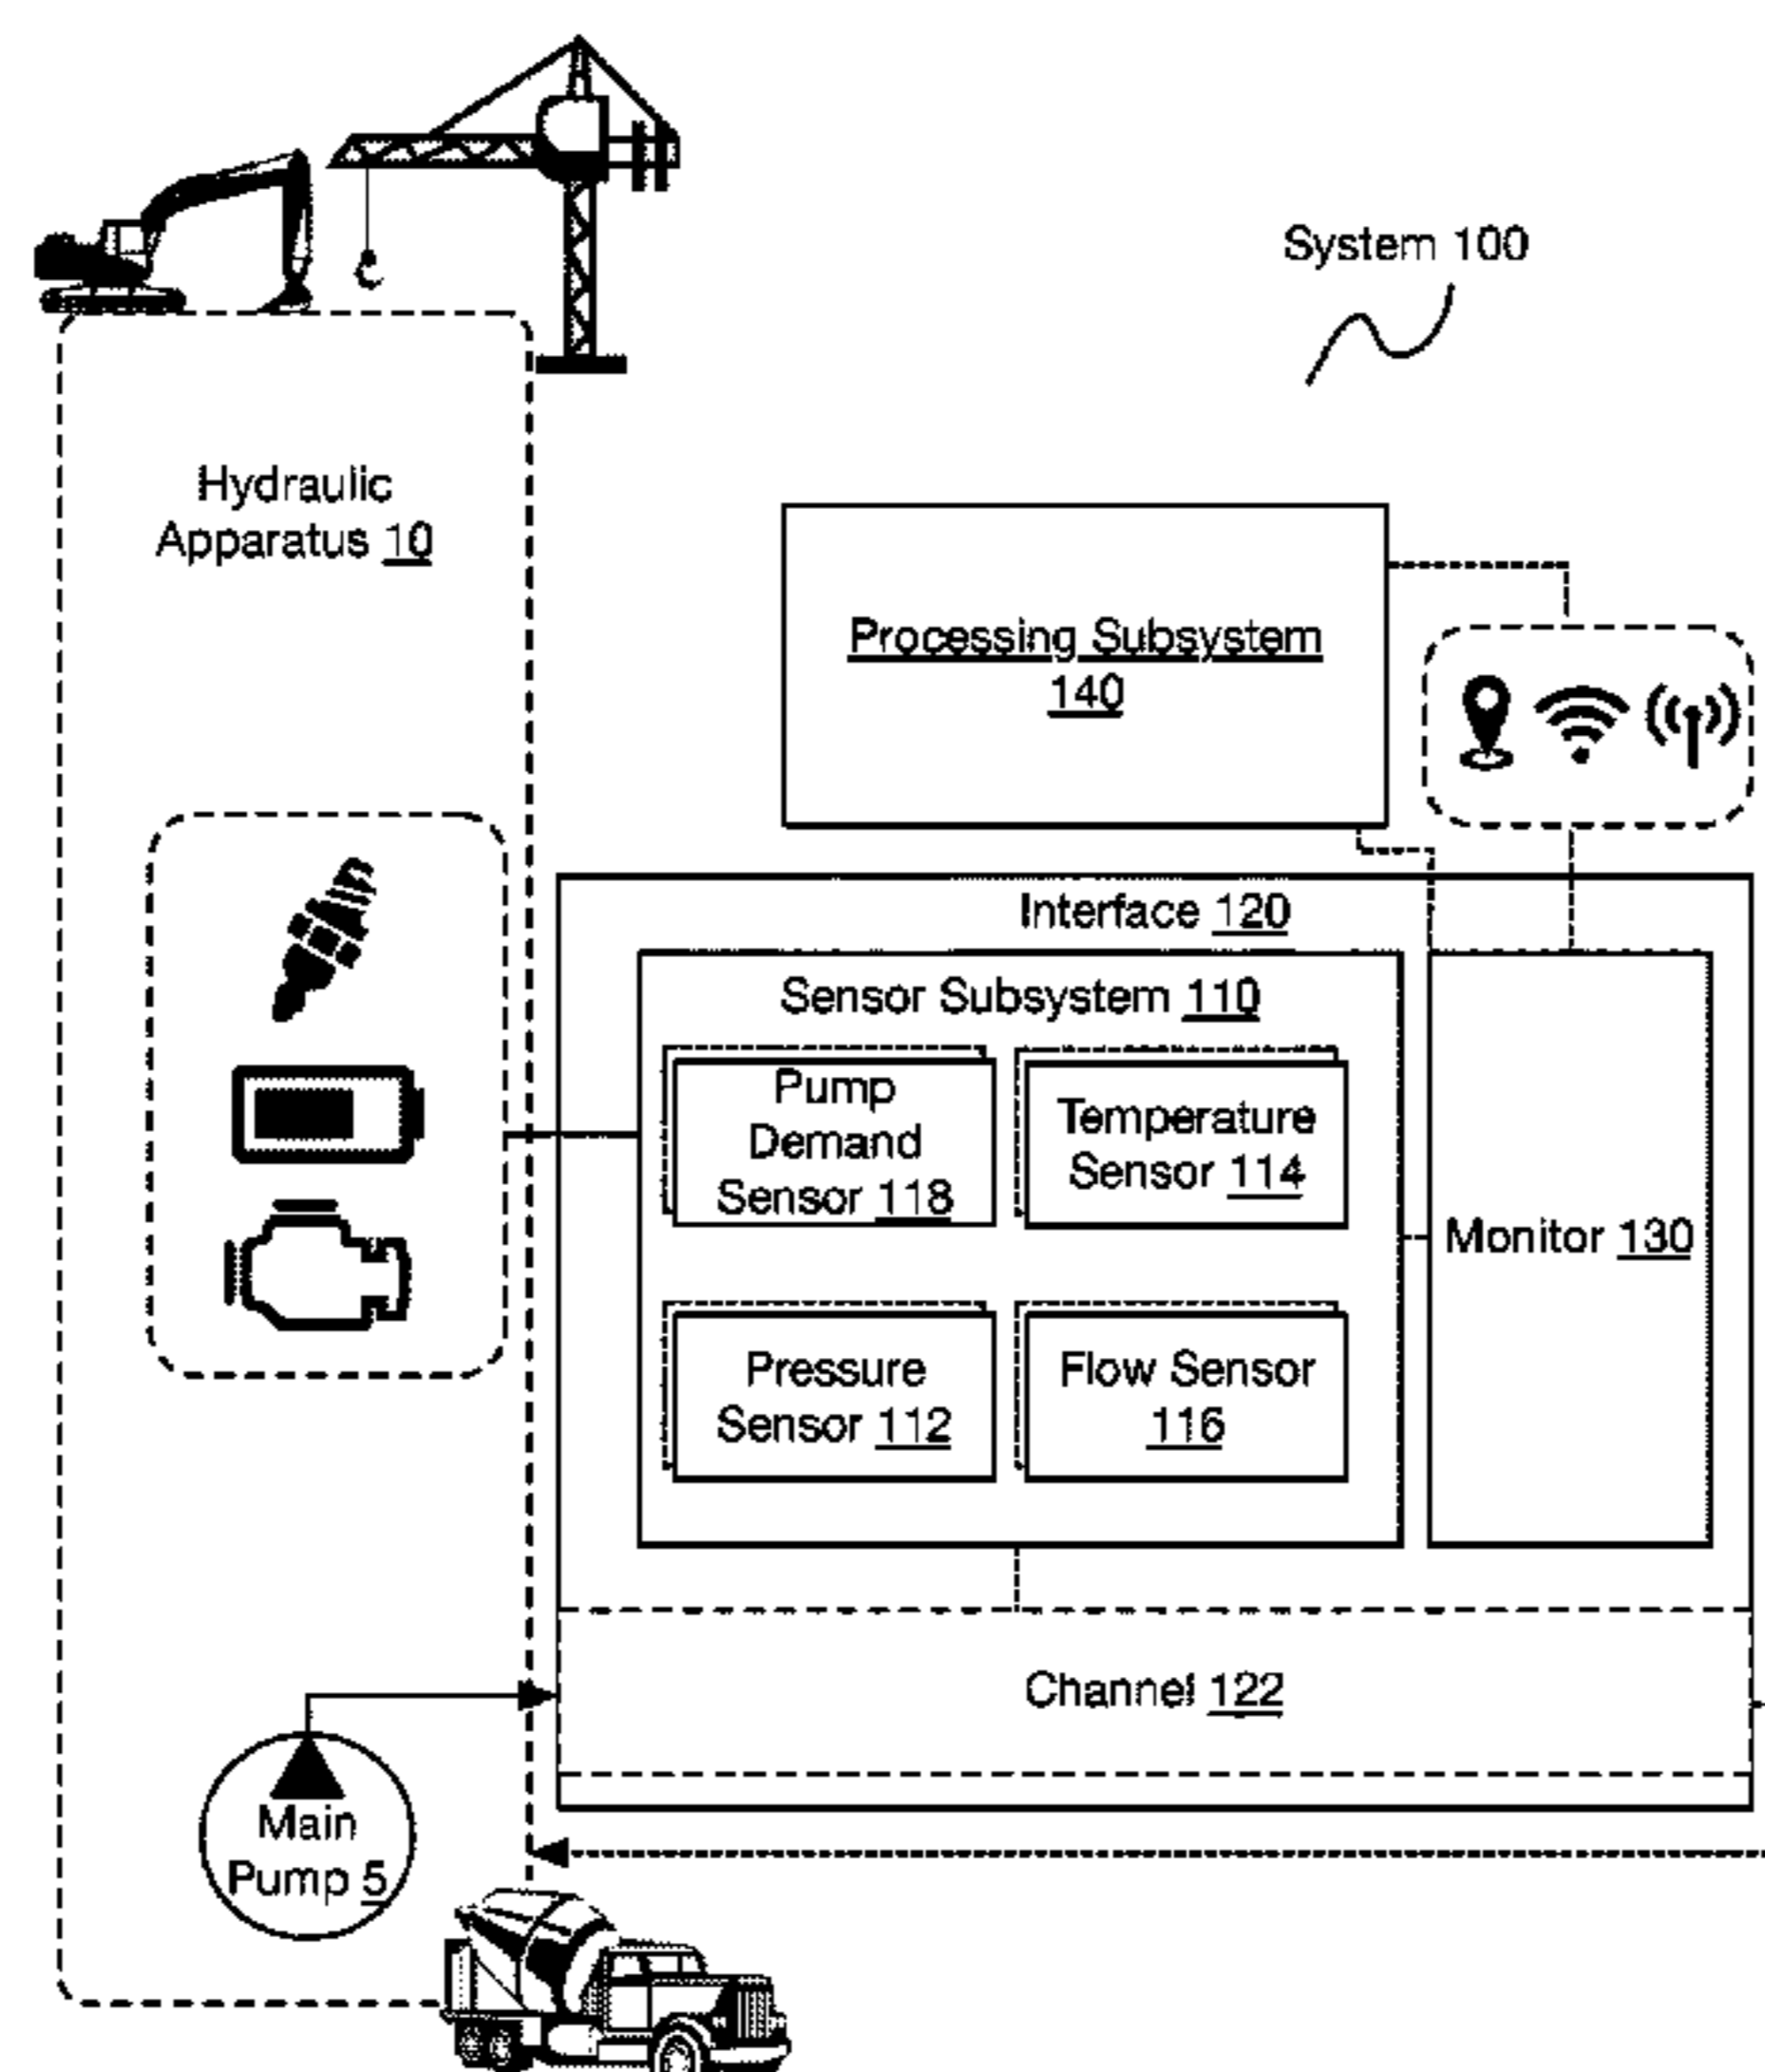 System 100
Hydraulic
Apparatus 10
Processing Subsystem
140
Interface 120
Sensor Subsystem 110
Pump
Demand
Sensor 118
Temperature
Sensor 114
Monitor 130
Pressure
Sensor 112
Flow Sensor
116
Channel 122
Main
Pump 5